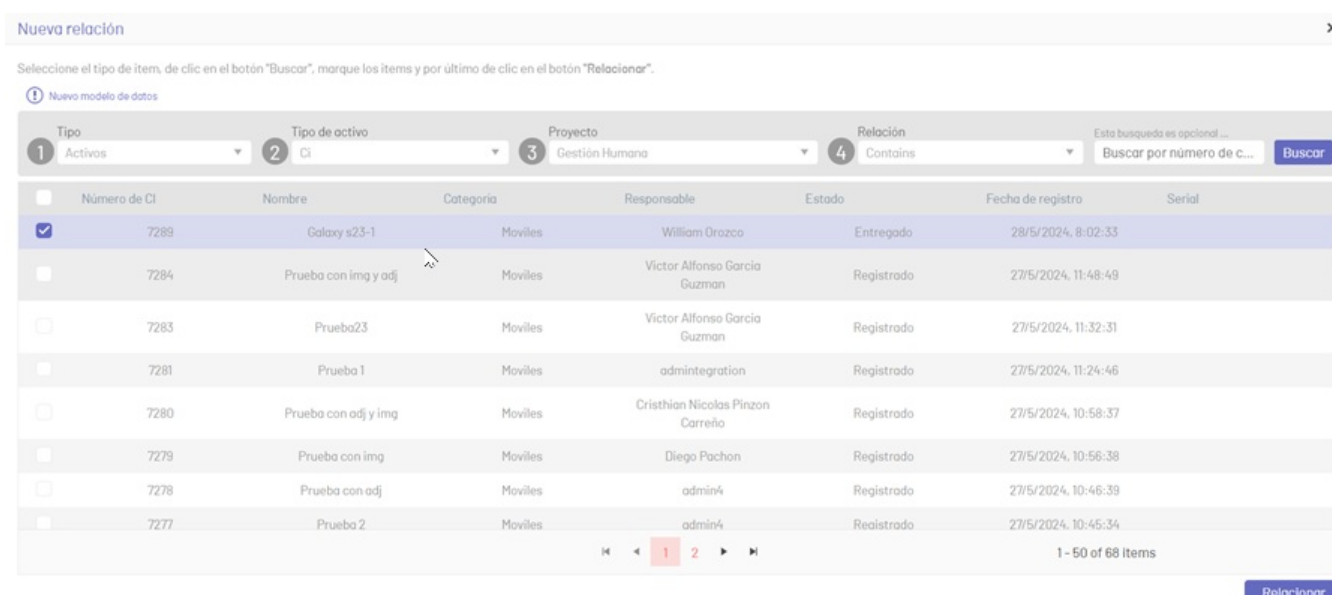 Nueva relación
Seleccione el tipo de item, de clic en el botón "Buscar", marque los items y por último de clic en el botón "Relacionar".
Nuevo modelo de datos
Tipo Tipo de activo Proyecto Relación Esta busqueda es opcional ...
1 Activos 2 Ci 3 Gestión Humana 4 Contains Buscar por número de c... Buscar
Número de CI Nombre Categoria Responsable Estado Fecha de registro Serial
7289 Galaxy s23-1 Moviles William Orozco Entregado 28/5/2024, 8:02:33
7284 Prueba con img y adj Moviles Victor Alfonso Garcia Guzman Registrado 27/5/2024, 11:48:49
7283 Prueba23 Moviles Victor Alfonso Garcia Guzman Registrado 27/5/2024, 11:32:31
7281 Prueba 1 Moviles admintegration Registrado 27/5/2024, 11:24:46
7280 Prueba con adj y img Moviles Cristhian Nicolas Pinzon Carreño Registrado 27/5/2024, 10:58:37
7279 Prueba con img Moviles Diego Pachon Registrado 27/5/2024, 10:56:38
7278 Prueba con adj Moviles admin4 Registrado 27/5/2024, 10:46:39
7277 Prueba 2 Moviles admin4 Registrado 27/5/2024, 10:45:34
1 2 1 - 50 of 68 items
Relacionar